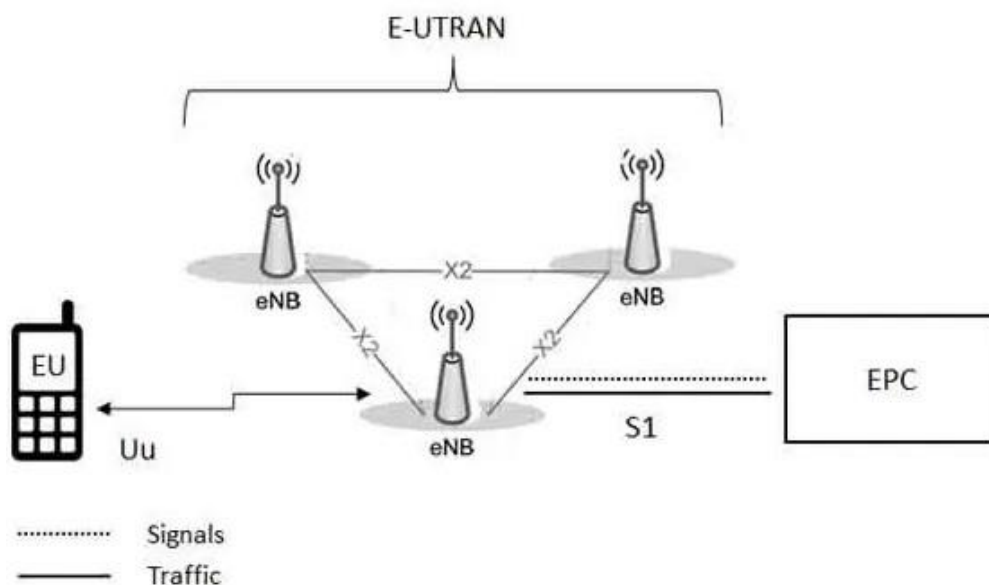 E-UTRAN
X2
eNB
eNB
X2
X2
EU
EPC
eNB
S1
Uu
Signals
Traffic